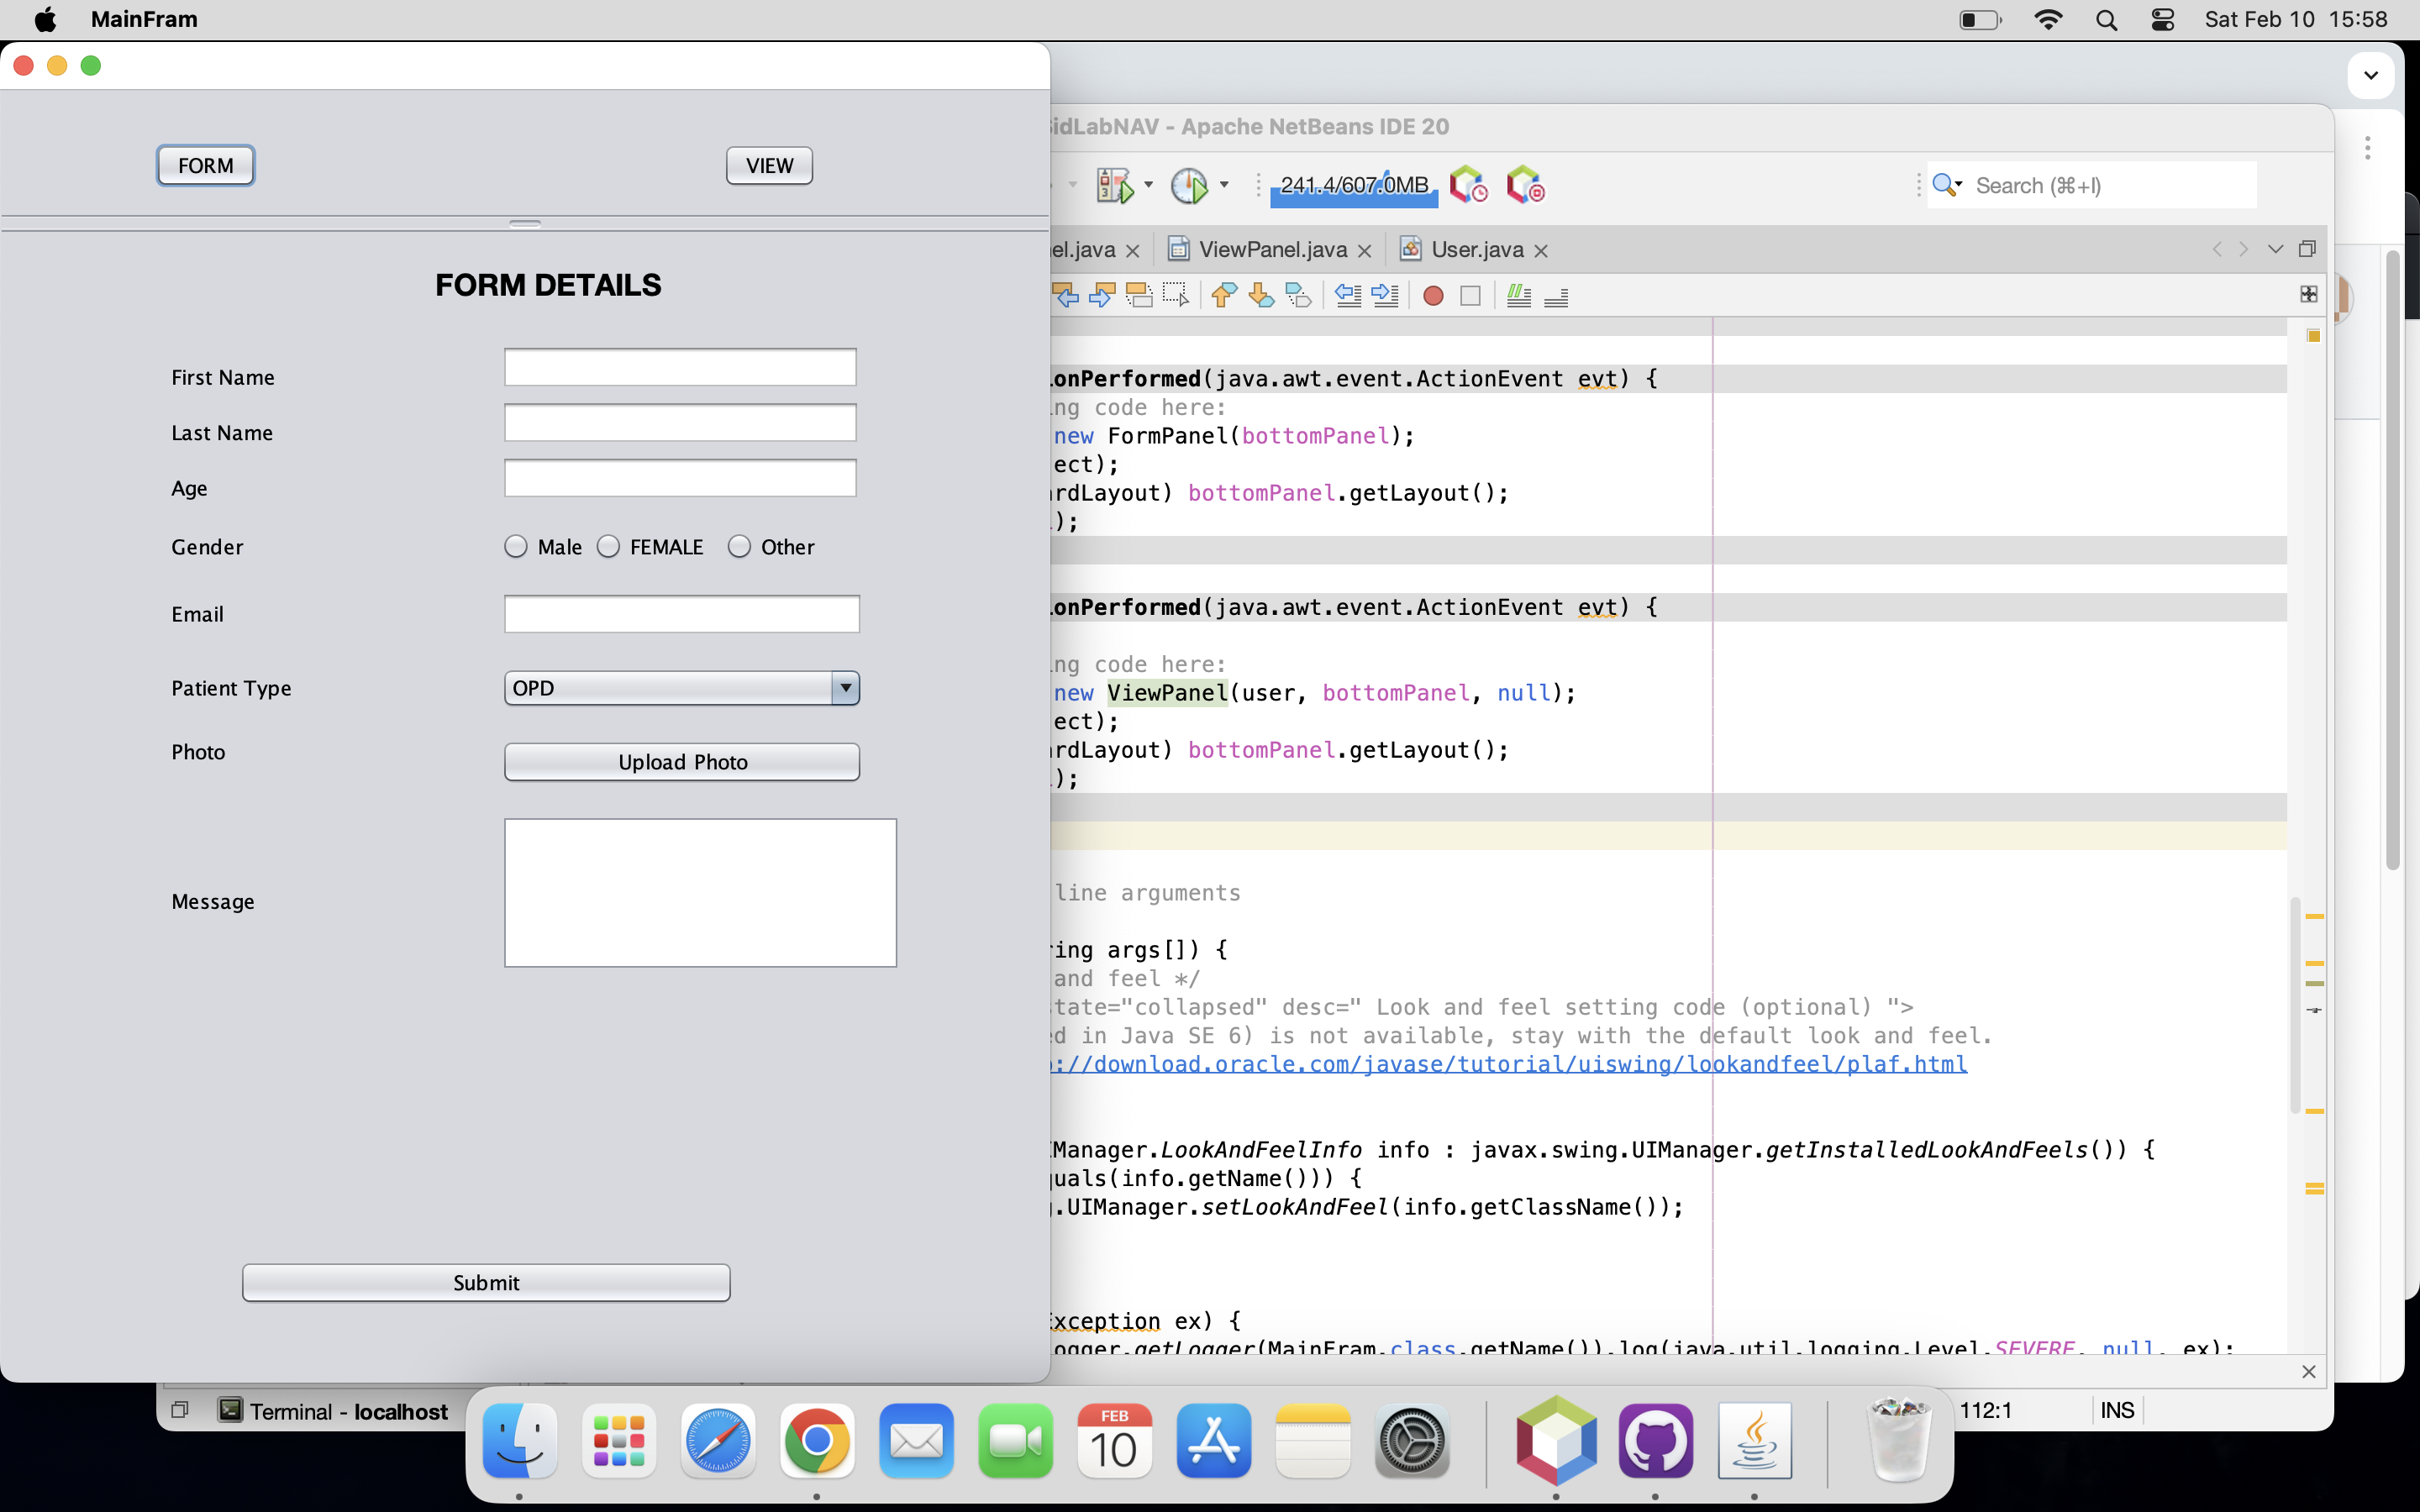 MainFram
Sat Feb 10 15:58
FORM
VIEW
FORM DETAILS
First Name
Last Name
Age
Gender
Male
FEMALE
Other
Email
Patient Type
OPD
Photo
Upload Photo
Message
Submit
SidLabNAV - Apache NetBeans IDE 20
241.4/607.0MB
Search (⌘+I)
el.java
ViewPanel.java
User.java
onPerformed(java.awt.event.ActionEvent evt) {
ng code here:
new FormPanel(bottomPanel);
ect);
rdLayout) bottomPanel.getLayout();
);
onPerformed(java.awt.event.ActionEvent evt) {
ng code here:
new ViewPanel(user, bottomPanel, null);
ect);
rdLayout) bottomPanel.getLayout();
);
line arguments
ring args[]) {
and feel */
tate="collapsed" desc=" Look and feel setting code (optional) ">
ed in Java SE 6) is not available, stay with the default look and feel.
://download.oracle.com/javase/tutorial/uiswing/lookandfeel/plaf.html
Manager.LookAndFeelInfo info : javax.swing.UIManager.getInstalledLookAndFeels()) {
uals(info.getName())) {
.UIManager.setLookAndFeel(info.getClassName());
xception ex) {
ogger.getLogger(MainFram.class.getName()).log(java.util.logging.Level.SEVERE, null, ex);
Terminal - localhost
112:1
INS
FEB
10